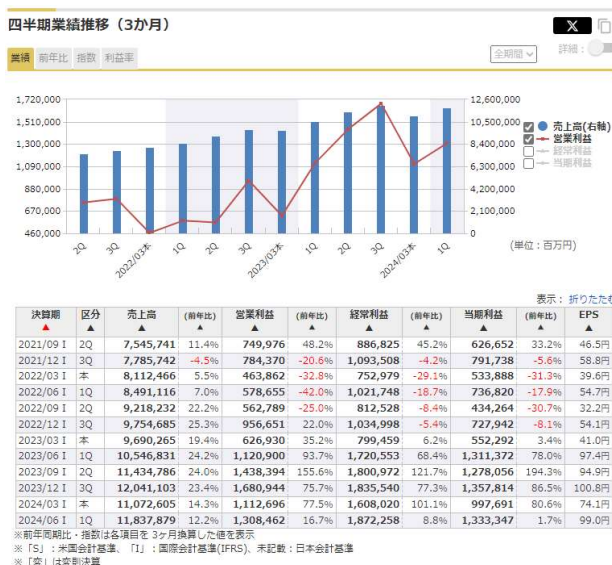 四半期業績推移（3か月）
X
業績 前年比 指数 利益率
全期間 詳細：
1,720,000 12,600,000
1,510,000 10,500,000
1,300,000 8,400,000
1,090,000 6,300,000
880,000 4,200,000
670,000 2,100,000
460,000 0
売上高(右軸)
営業利益
経常利益
当期利益
2Q 3Q 2022/03本 1Q 2Q 3Q 2023/03本 1Q 2Q 3Q 2024/03本 1Q
(単位：百万円)
表示： 折りたたむ
決算期 区分 売上高 (前年比) 営業利益 (前年比) 経常利益 (前年比) 当期利益 (前年比) EPS
▲ ▲ ▲ ▲ ▲ ▲ ▲ ▲ ▲ ▲ ▲
2021/09 I 2Q 7,545,741 11.4% 749,976 48.2% 886,825 45.2% 626,652 33.2% 46.5円
2021/12 I 3Q 7,785,742 -4.5% 784,370 -20.6% 1,093,508 -4.2% 791,738 -5.6% 58.8円
2022/03 I 本 8,112,466 5.5% 463,862 -32.8% 752,979 -29.1% 533,888 -31.3% 39.6円
2022/06 I 1Q 8,491,116 7.0% 578,655 -42.0% 1,021,748 -18.7% 736,820 -17.9% 54.7円
2022/09 I 2Q 9,218,232 22.2% 562,789 -25.0% 812,528 -8.4% 434,264 -30.7% 32.2円
2022/12 I 3Q 9,754,685 25.3% 956,651 22.0% 1,034,998 -5.4% 727,942 -8.1% 54.1円
2023/03 I 本 9,690,265 19.4% 626,930 35.2% 799,459 6.2% 552,292 3.4% 41.0円
2023/06 I 1Q 10,546,831 24.2% 1,120,900 93.7% 1,720,553 68.4% 1,311,372 78.0% 97.4円
2023/09 I 2Q 11,434,786 24.0% 1,438,394 155.6% 1,800,972 121.7% 1,278,056 194.3% 94.9円
2023/12 I 3Q 12,041,103 23.4% 1,680,944 75.7% 1,835,540 77.3% 1,357,814 86.5% 100.8円
2024/03 I 本 11,072,605 14.3% 1,112,696 77.5% 1,608,020 101.1% 997,691 80.6% 74.1円
2024/06 I 1Q 11,837,879 12.2% 1,308,462 16.7% 1,872,258 8.8% 1,333,347 1.7% 99.0円
※前年同期比・指数は各項目を 3ヶ月換算した値を表示
※「S」：米国会計基準、「I」：国際会計基準(IFRS)、未記載：日本会計基準
※「変」は変則決算